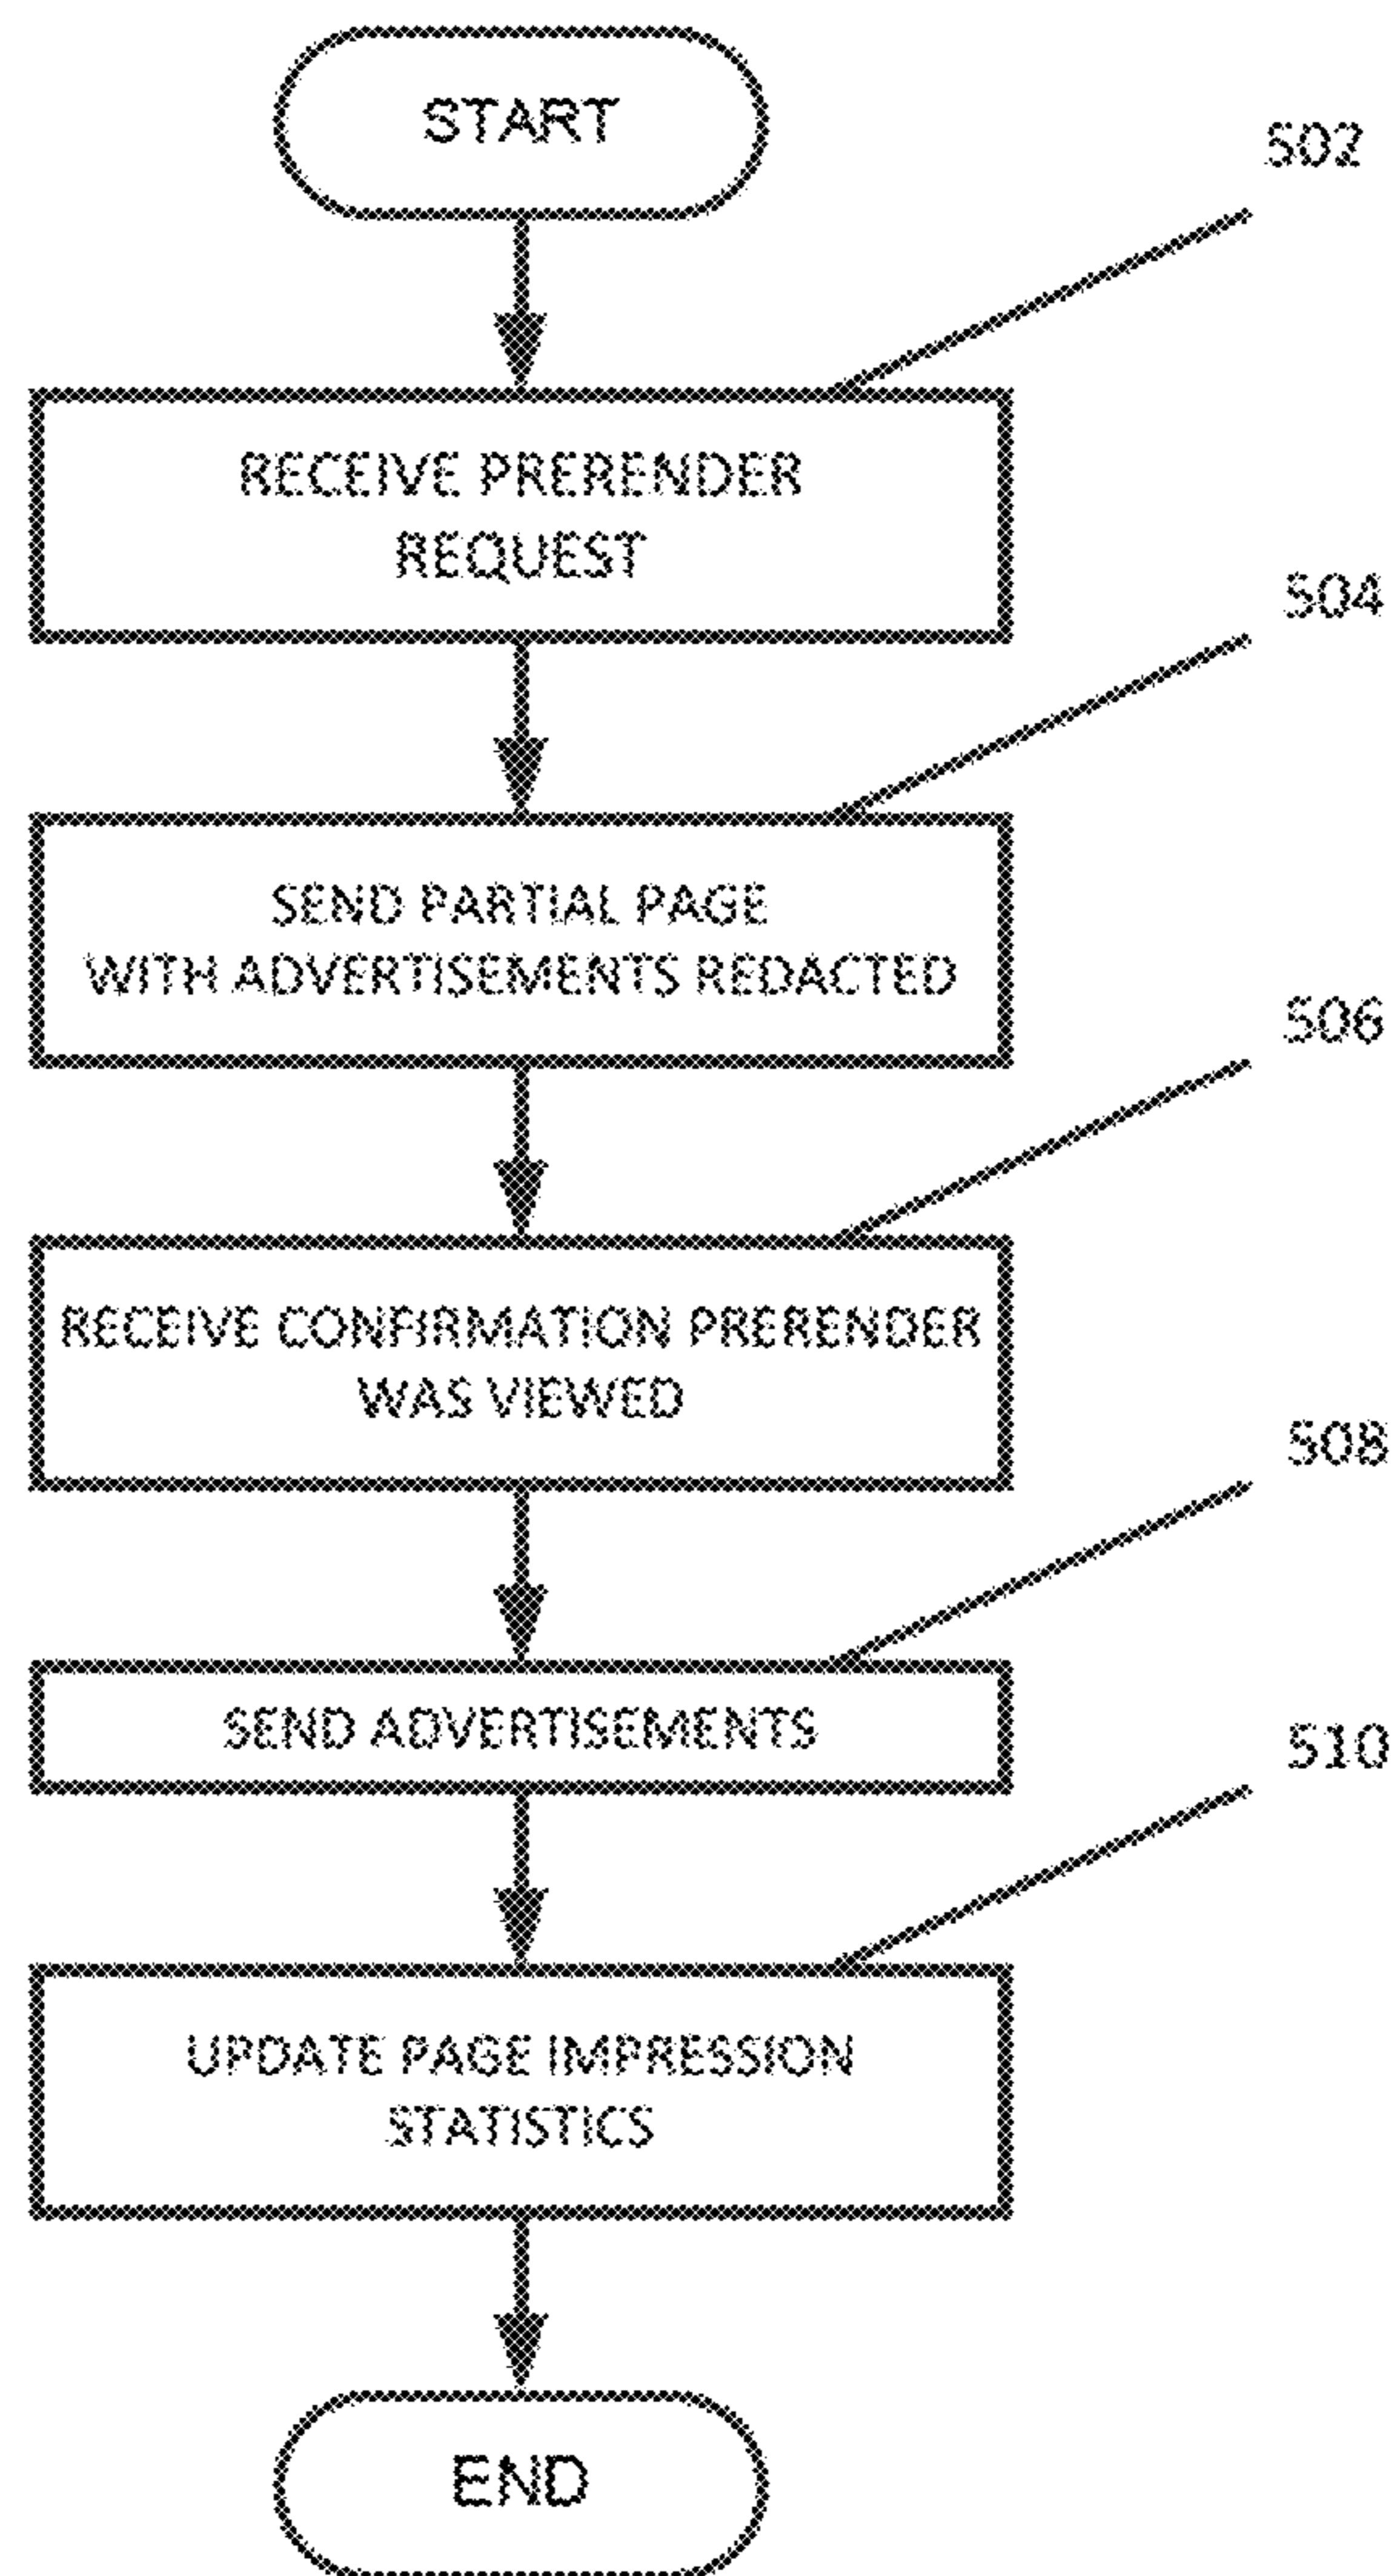 START
502
RECEIVE PRERENDER
REQUEST
504
SEND PARTIAL PAGE
WITH ADVERTISEMENTS REDACTED
506
RECEIVE CONFIRMATION PRERENDER
WAS VIEWED
508
SEND ADVERTISEMENTS
510
UPDATE PAGE IMPRESSION
STATISTICS
END